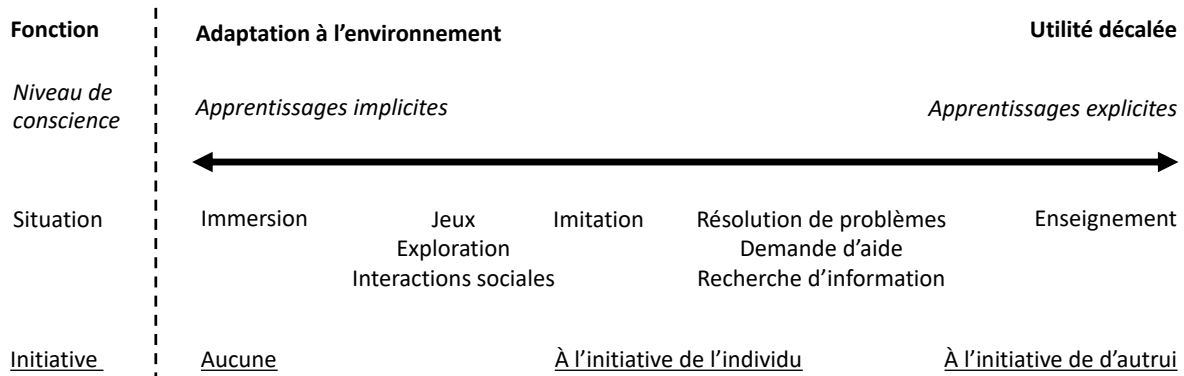 Fonction Adaptation à l'environnement Utilité décalée
Niveau de
conscience
Apprentissages implicites Apprentissages explicites
Situation Immersion Jeux Imitation Résolution de problèmes Enseignement
Exploration Demande d'aide
Interactions sociales Recherche d'information
Initiative Aucune À l'initiative de l'individu À l'initiative de d'autrui